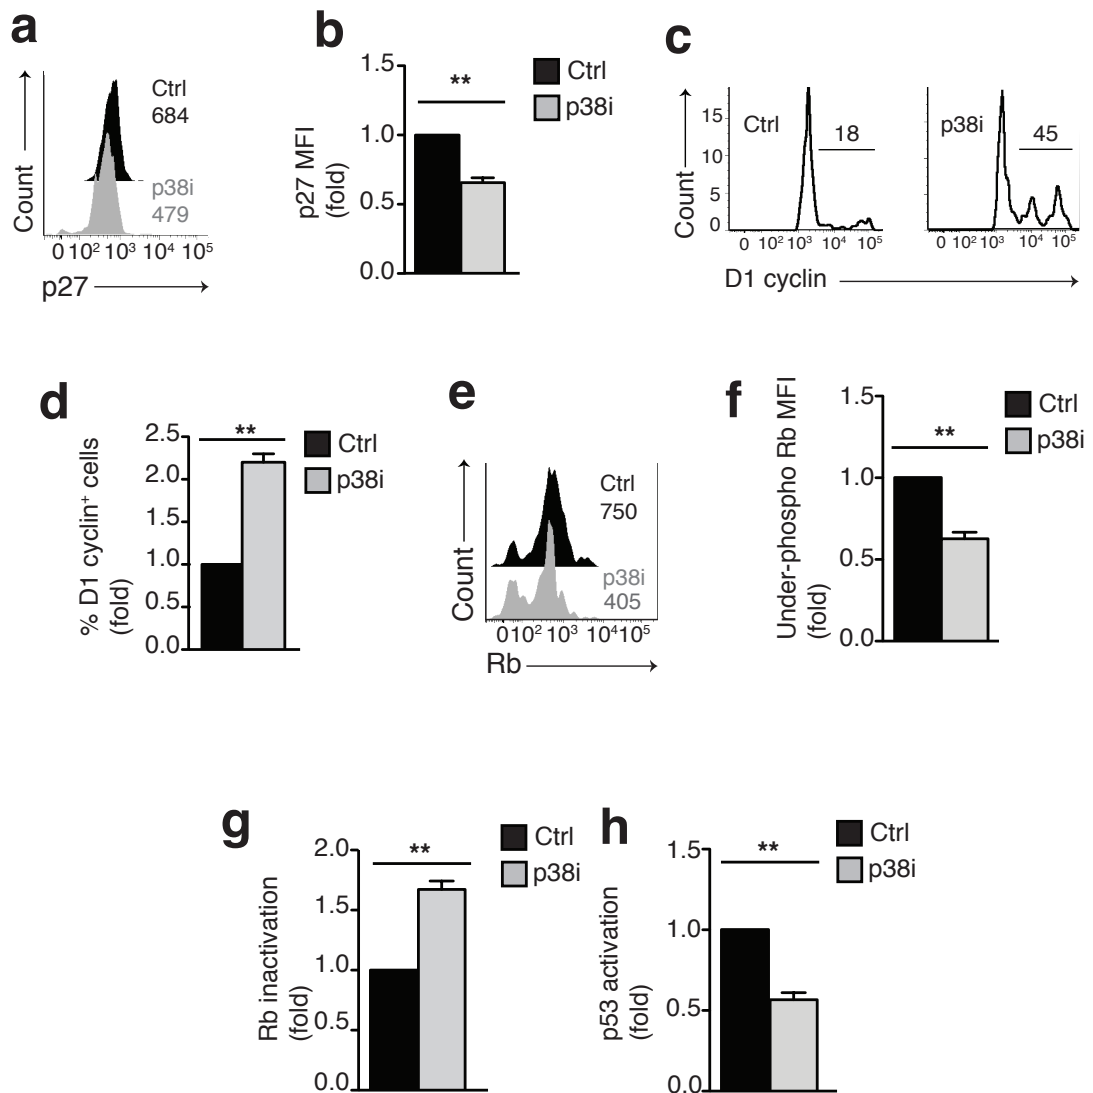 a
Ctrl
684
p38i
479
Count
0 10² 10³ 10⁴ 10⁵
p27
b
1.5
1.0
0.5
0.0
p27 MFI
(fold)
**
Ctrl
p38i
c
Count
15
10
5
0
Ctrl
18
0 10² 10³ 10⁴ 10⁵
p38i
45
0 10² 10³ 10⁴ 10⁵
D1 cyclin
d
% D1 cyclin⁺ cells
(fold)
2.5
2.0
1.5
1.0
0.5
0.0
**
Ctrl
p38i
e
Count
Ctrl
750
p38i
405
0 10² 10³ 10⁴ 10⁵
Rb
f
Under-phospho Rb MFI
(fold)
1.5
1.0
0.5
0.0
**
Ctrl
p38i
g
Rb inactivation
(fold)
2.0
1.5
1.0
0.5
0.0
**
Ctrl
p38i
h
p53 activation
(fold)
1.5
1.0
0.5
0.0
**
Ctrl
p38i